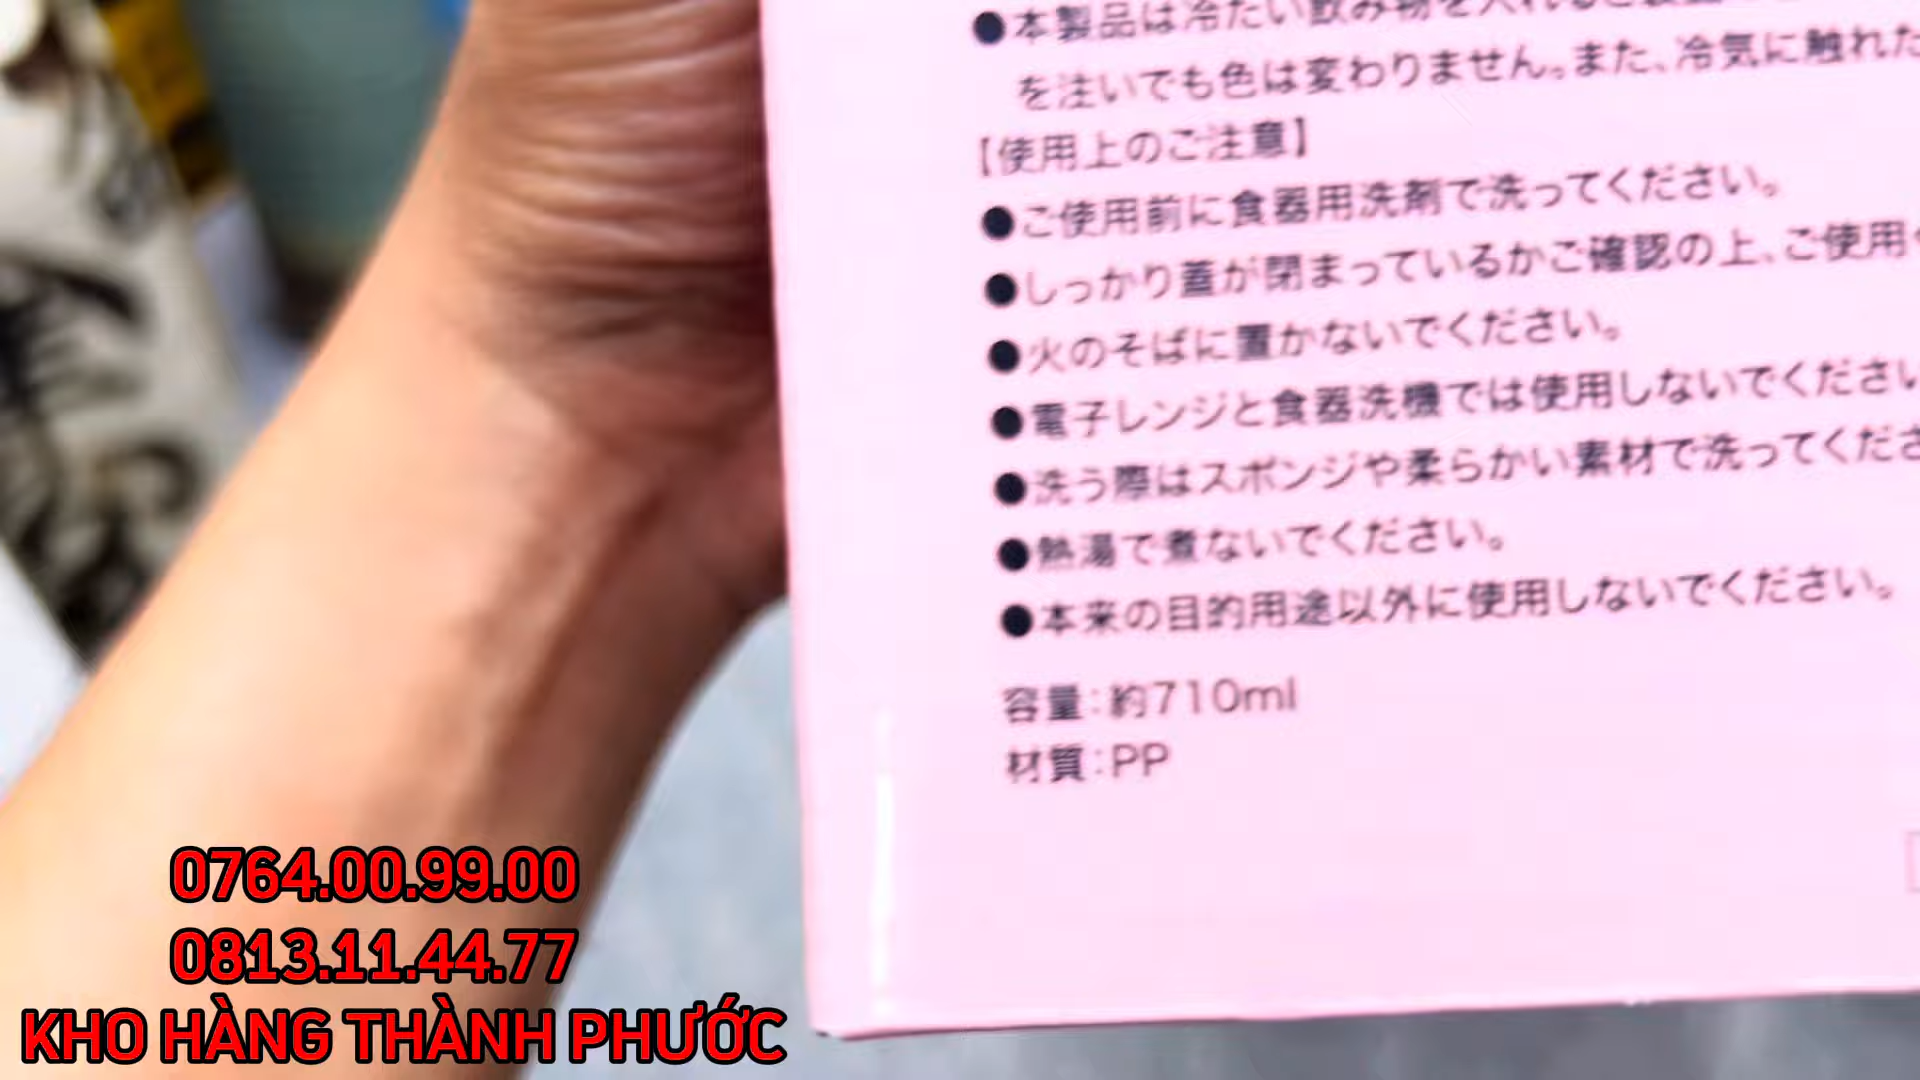 ●本製品は冷たい飲み物を入れると
を注いでも色は変わりません。また、冷気に触れた
【使用上のご注意】
●ご使用前に食器用洗剤で洗ってください。
●しっかり蓋が閉まっているかご確認の上、ご使用
●火のそばに置かないでください。
●電子レンジと食器洗機では使用しないでください
●洗う際はスポンジや柔らかい素材で洗ってくださ
●熱湯で煮ないでください。
●本来の目的用途以外に使用しないでください。
容量：約710ml
材質：PP
0764.00.99.00
0813.11.44.77
KHO HÀNG THÀNH PHƯỚC